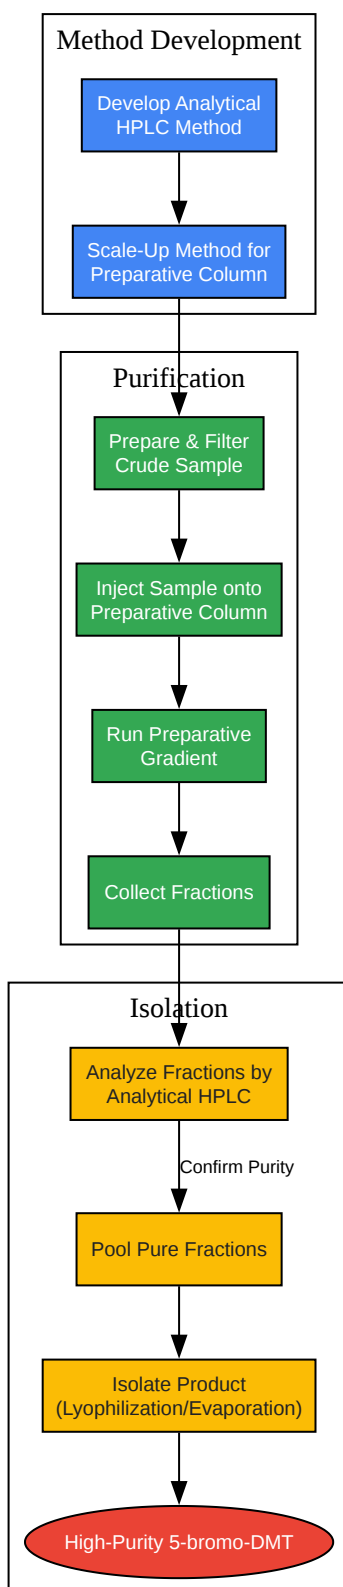 Method Development
Develop Analytical
HPLC Method
Scale-Up Method for
Preparative Column
Purification
Prepare & Filter
Crude Sample
Inject Sample onto
Preparative Column
Run Preparative
Gradient
Collect Fractions
Isolation
Analyze Fractions by
Analytical HPLC
Confirm Purity
Pool Pure Fractions
Isolate Product
(Lyophilization/Evaporation)
High-Purity 5-bromo-DMT